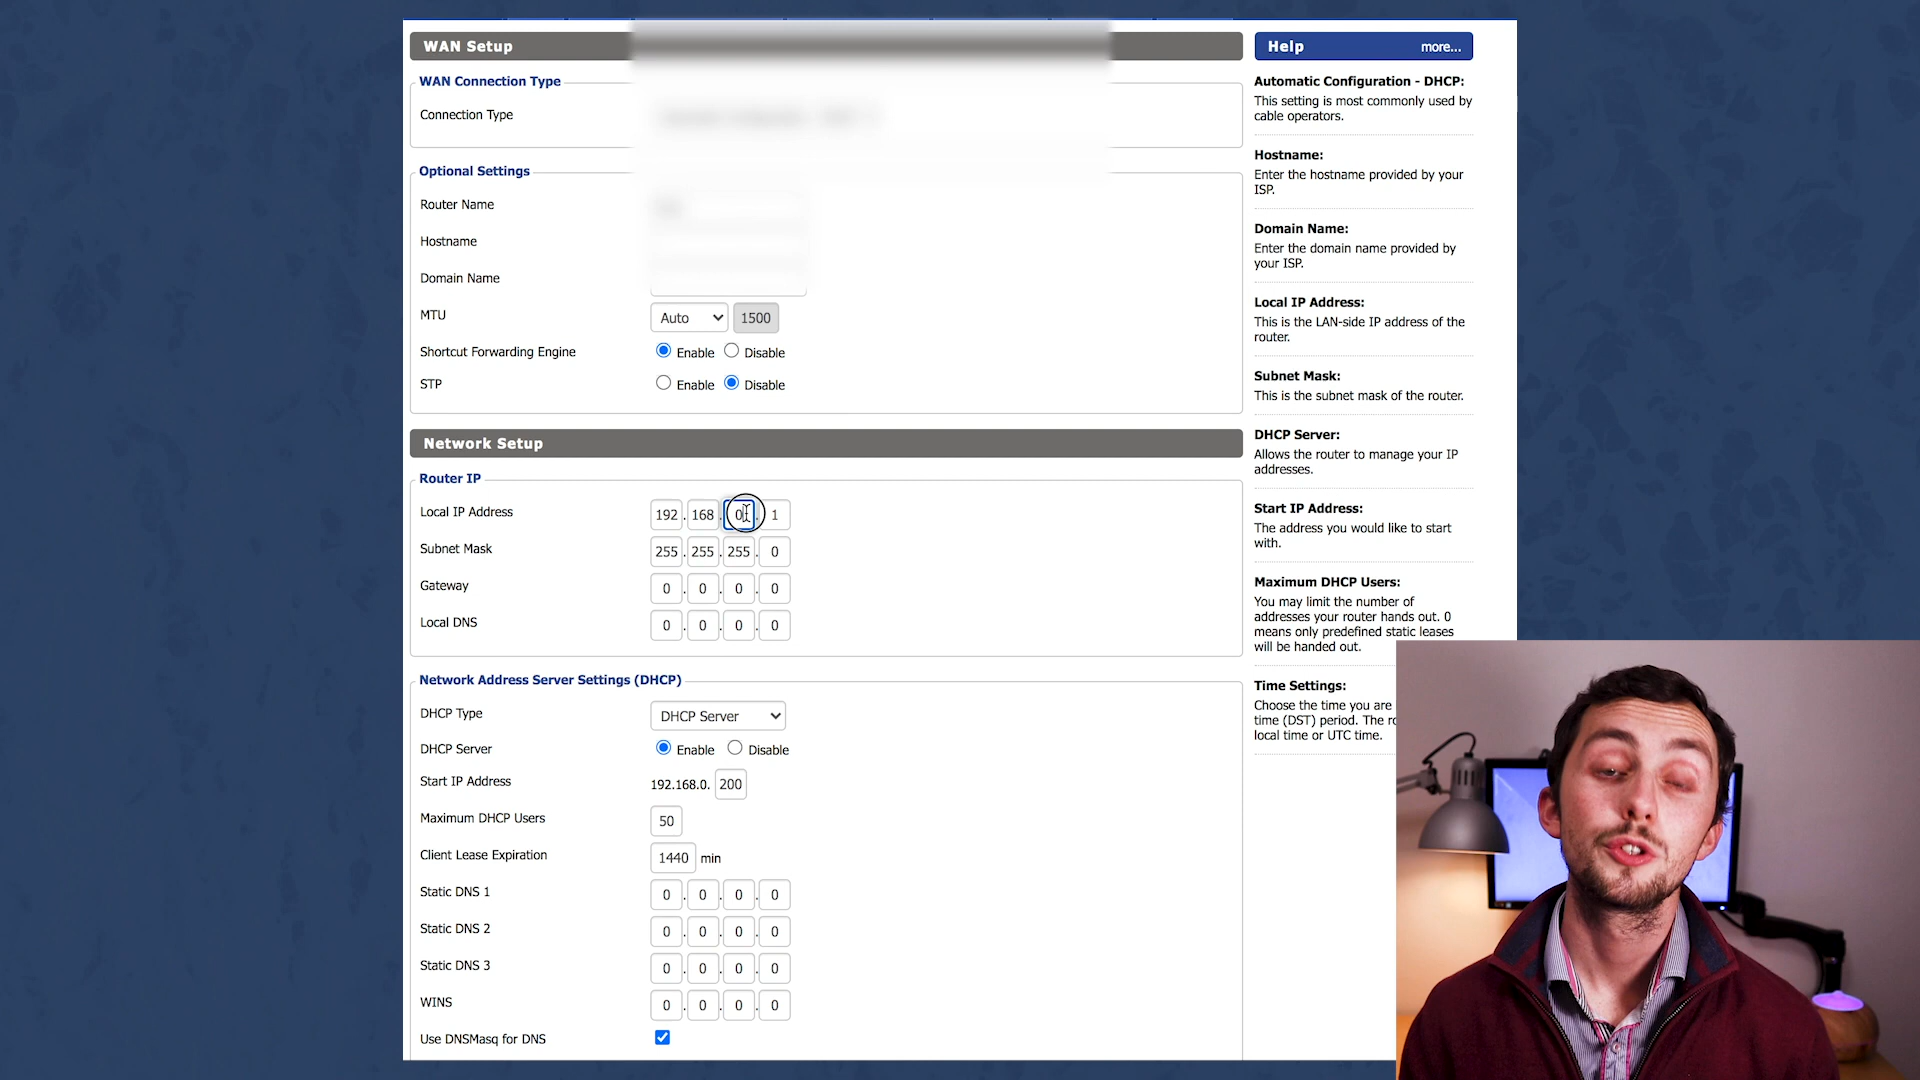 WAN Setup
WAN Connection Type
Connection Type
Optional Settings
Router Name
Hostname
Domain Name
MTU Auto 1500
Shortcut Forwarding Engine Enable Disable
STP Enable Disable
Network Setup
Router IP
Local IP Address 192 . 168 . 0 . 1
Subnet Mask 255 . 255 . 255 . 0
Gateway 0 . 0 . 0 . 0
Local DNS 0 . 0 . 0 . 0
Network Address Server Settings (DHCP)
DHCP Type DHCP Server
DHCP Server Enable Disable
Start IP Address 192.168.0. 200
Maximum DHCP Users 50
Client Lease Expiration 1440 min
Static DNS 1 0 . 0 . 0 . 0
Static DNS 2 0 . 0 . 0 . 0
Static DNS 3 0 . 0 . 0 . 0
WINS 0 . 0 . 0 . 0
Use DNSMasq for DNS
Help more...
Automatic Configuration - DHCP:
This setting is most commonly used by
cable operators.
Hostname:
Enter the hostname provided by your
ISP.
Domain Name:
Enter the domain name provided by
your ISP.
Local IP Address:
This is the LAN-side IP address of the
router.
Subnet Mask:
This is the subnet mask of the router.
DHCP Server:
Allows the router to manage your IP
addresses.
Start IP Address:
The address you would like to start
with.
Maximum DHCP Users:
You may limit the number of
addresses your router hands out. 0
means only predefined static leases
will be handed out.
Time Settings:
Choose the time you are
time (DST) period. The
local time or UTC time.